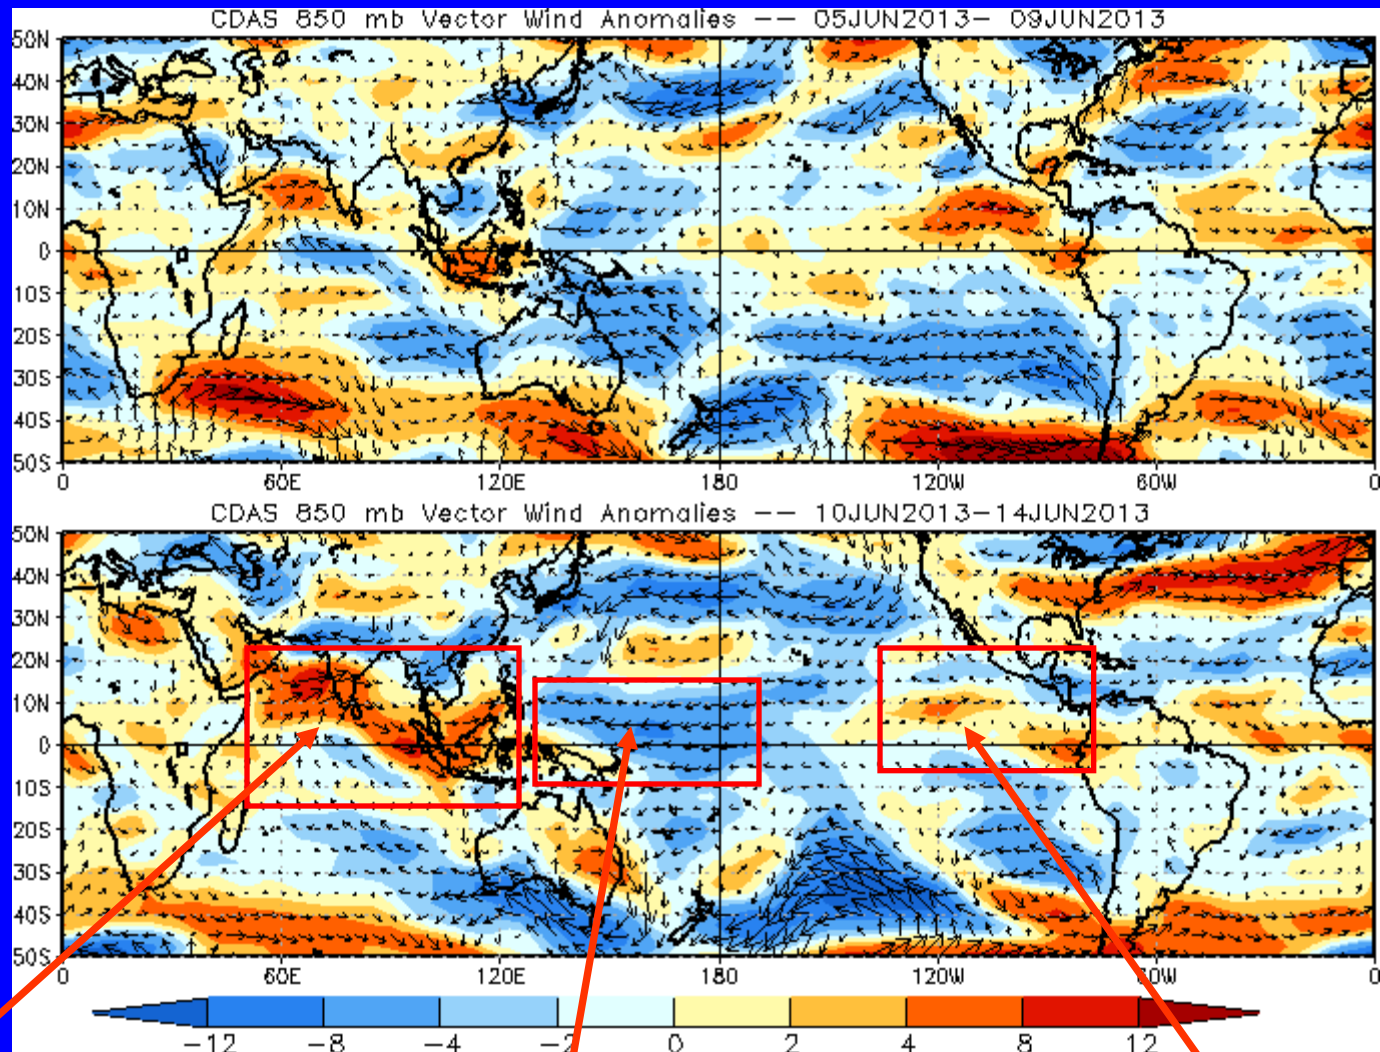 CDAS 850 mb Vector Wind Anomalies -- 05JUN2013- 09JUN2013
50N
40N
30N
20N
10N
0
10S
20S
30S
40S
50S
0 60E 120E 180 120W 60W 0
CDAS 850 mb Vector Wind Anomalies -- 10JUN2013-14JUN2013
50N
40N
30N
20N
10N
0
10S
20S
30S
40S
50S
0 60E 120E 180 120W 60W 0
-12 -8 -4 -2 0 2 4 8 12